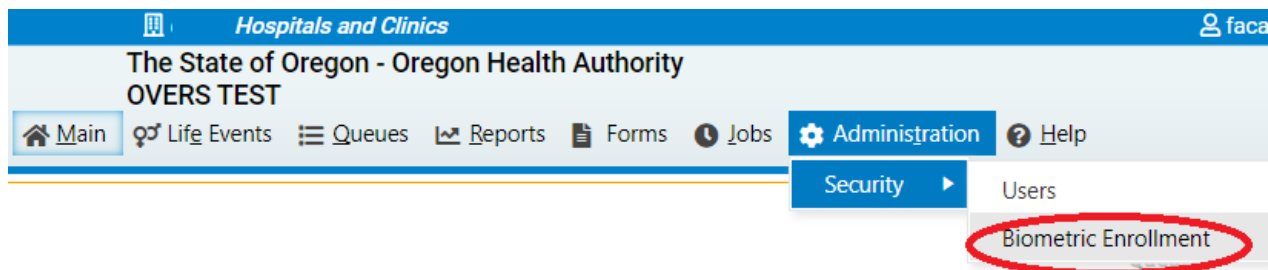 Hospitals and Clinics faca
The State of Oregon - Oregon Health Authority
OVERS TEST
Main Life Events Queues Reports Forms Jobs Administration Help
Security Users
Biometric Enrollment